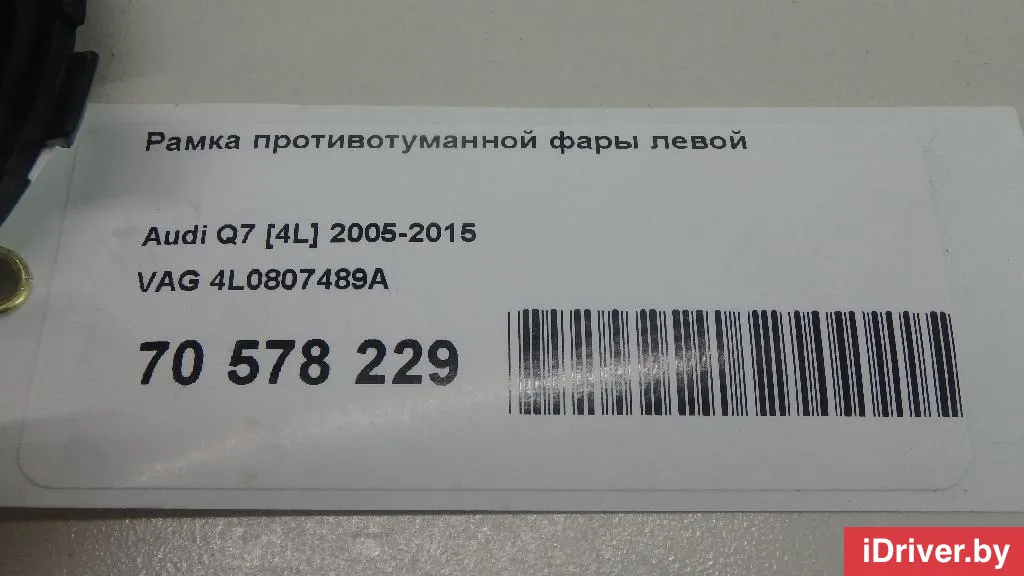 Рамка противотуманной фары левой
Audi Q7 [4L] 2005-2015
VAG 4L0807489A
70 578 229
iDriver.by